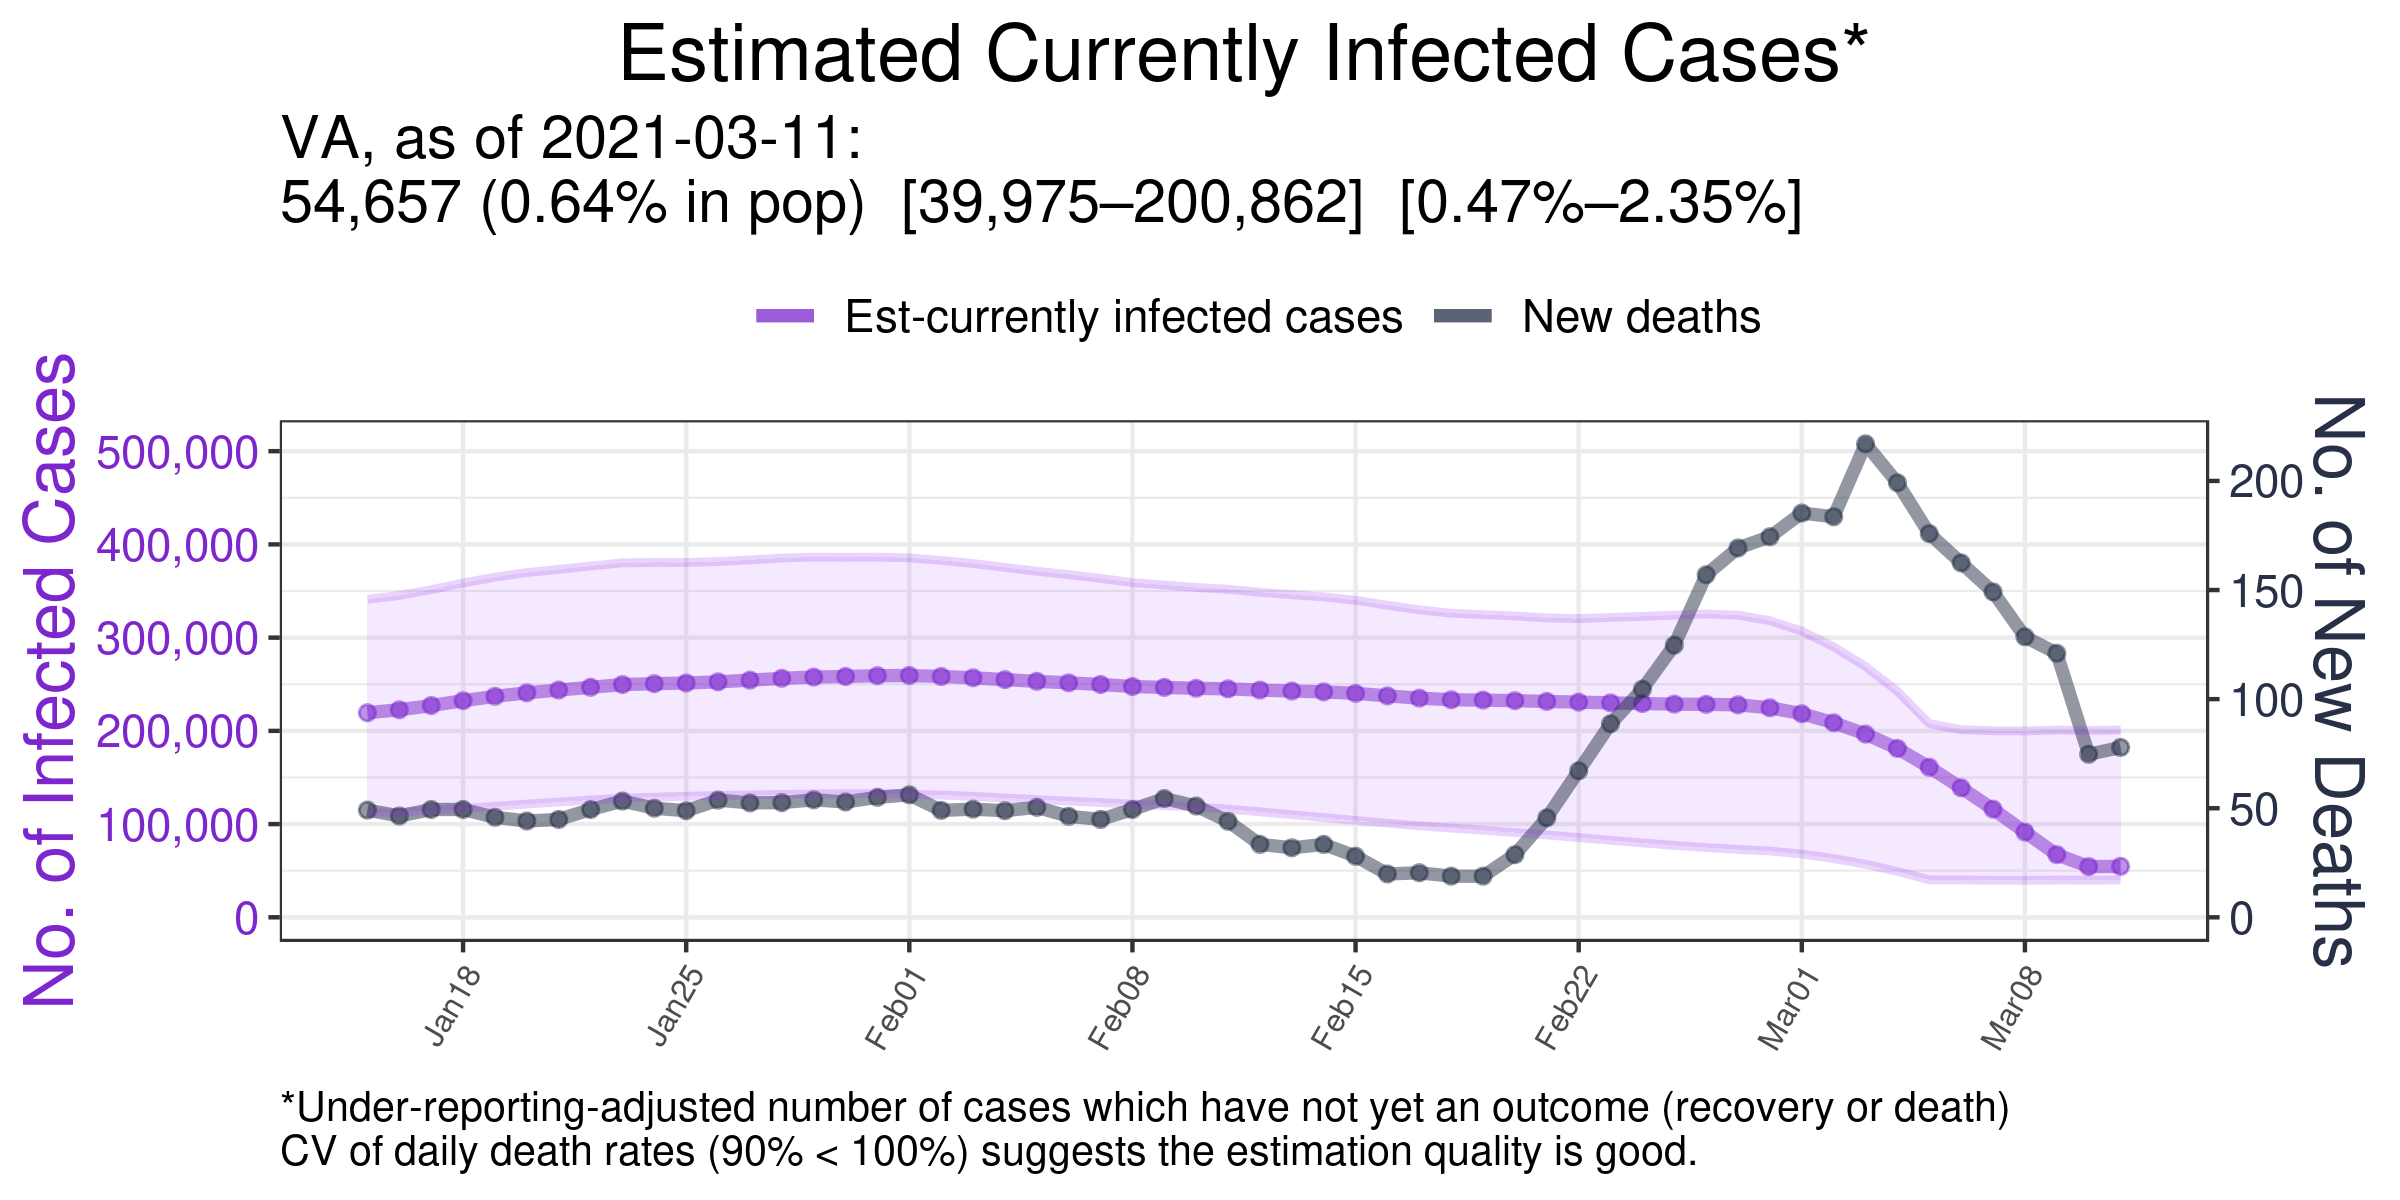 Estimated Currently Infected Cases*
VA, as of 2021-03-11:
54,657 (0.64% in pop)  [39,975–200,862]  [0.47%–2.35%]
Est-currently infected cases
New deaths
No. of Infected Cases
500,000
400,000
300,000
200,000
100,000
0
200
150
100
50
0
No. of New Deaths
Jan18
Jan25
Feb01
Feb08
Feb15
Feb22
Mar01
Mar08
*Under-reporting-adjusted number of cases which have not yet an outcome (recovery or death)
CV of daily death rates (90% < 100%) suggests the estimation quality is good.